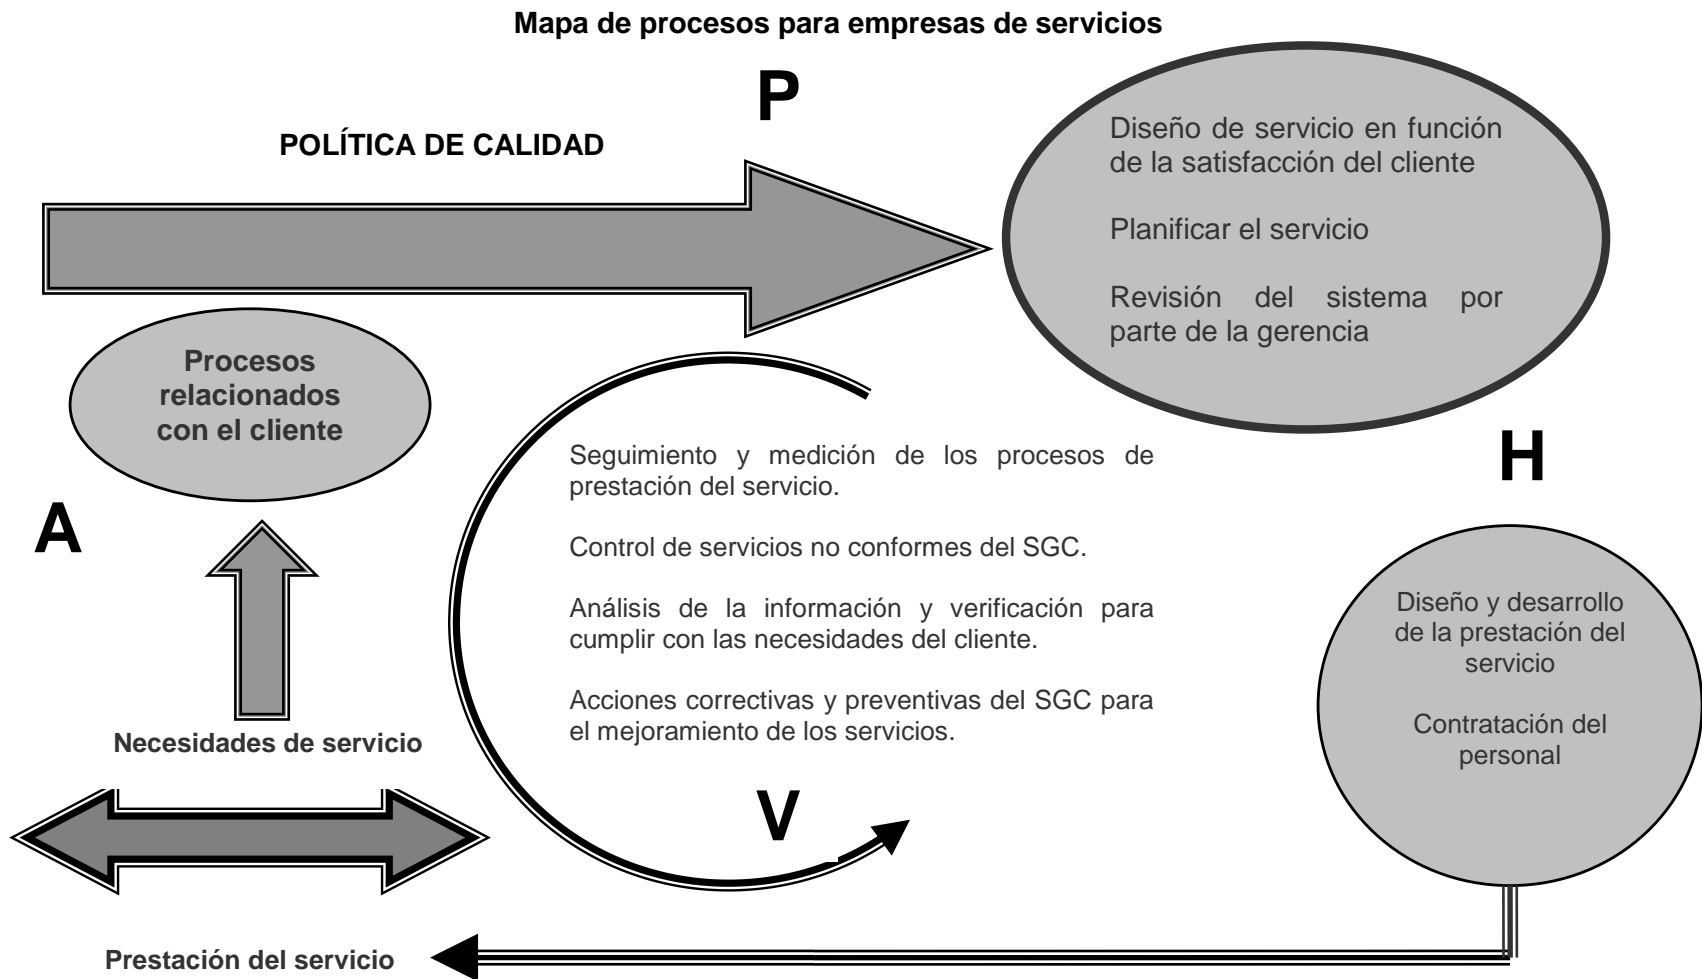 Mapa de procesos para empresas de servicios
P
POLÍTICA DE CALIDAD
Diseño de servicio en función
de la satisfacción del cliente
Planificar el servicio
Revisión del sistema por
parte de la gerencia
Procesos
relacionados
con el cliente
H
A
Seguimiento y medición de los procesos de
prestación del servicio.
Control de servicios no conformes del SGC.
Análisis de la información y verificación para
cumplir con las necesidades del cliente.
Acciones correctivas y preventivas del SGC para
el mejoramiento de los servicios.
Diseño y desarrollo
de la prestación del
servicio
Contratación del
personal
Necesidades de servicio
V
Prestación del servicio